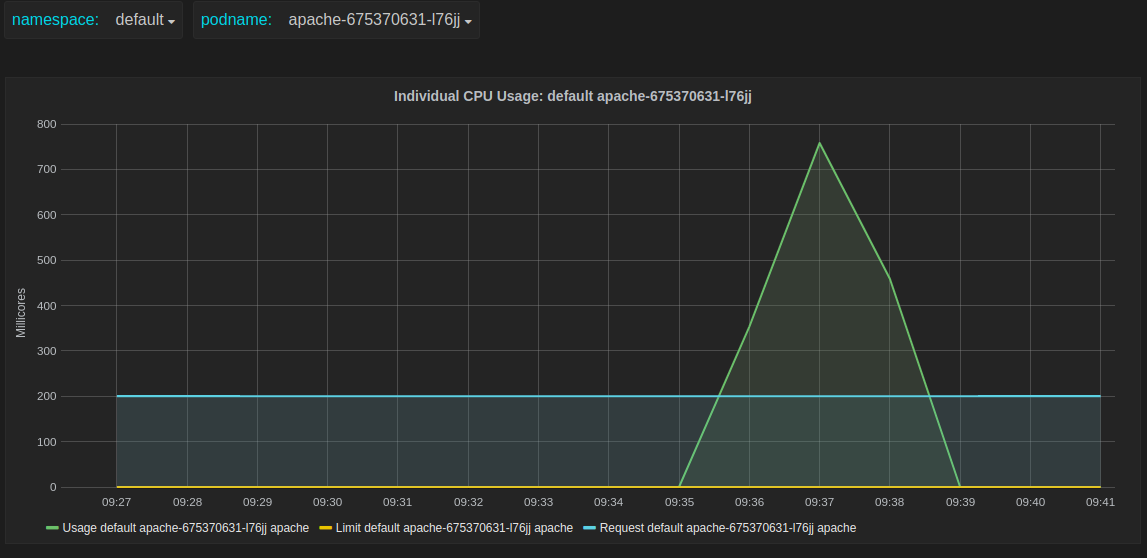 namespace: default podname: apache-675370631-l76jj
Individual CPU Usage: default apache-675370631-l76jj
800
700
600
500
400
300
200
100
0
Millicores
09:27 09:28 09:29 09:30 09:31 09:32 09:33 09:34 09:35 09:36 09:37 09:38 09:39 09:40 09:41
Usage default apache-675370631-l76jj apache Limit default apache-675370631-l76jj apache Request default apache-675370631-l76jj apache